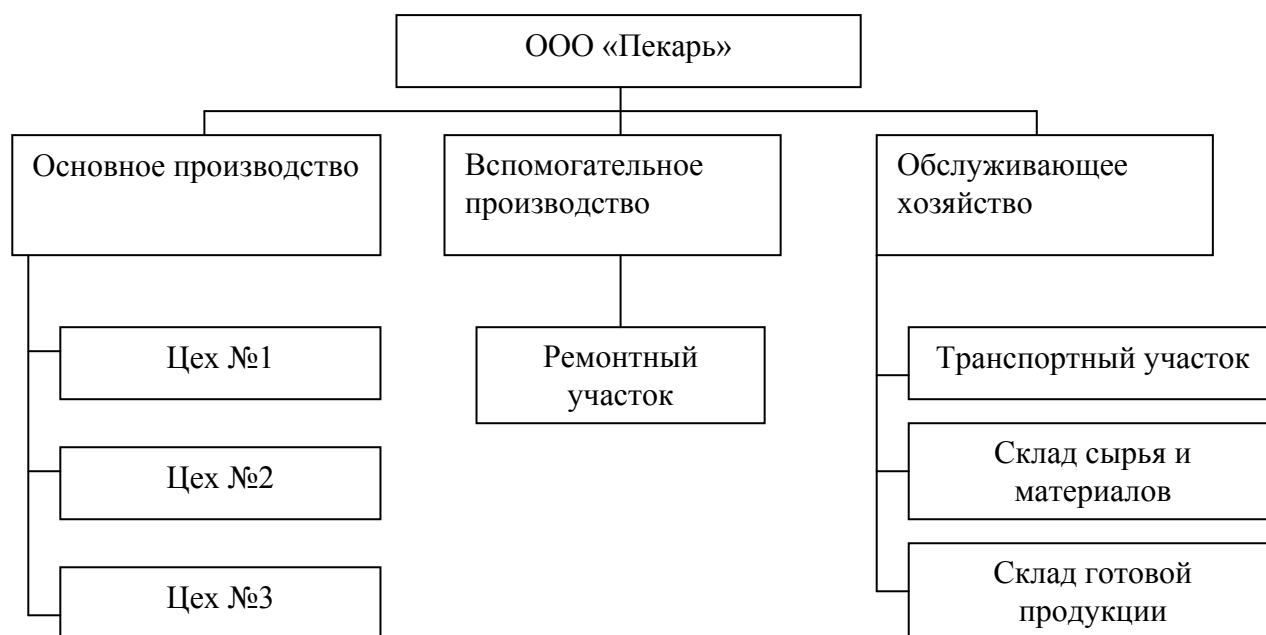 ООО «Пекарь»
Основное производство
Вспомогательное
производство
Обслуживающее
хозяйство
Цех №1
Ремонтный
участок
Транспортный участок
Цех №2
Склад сырья и
материалов
Цех №3
Склад готовой
продукции